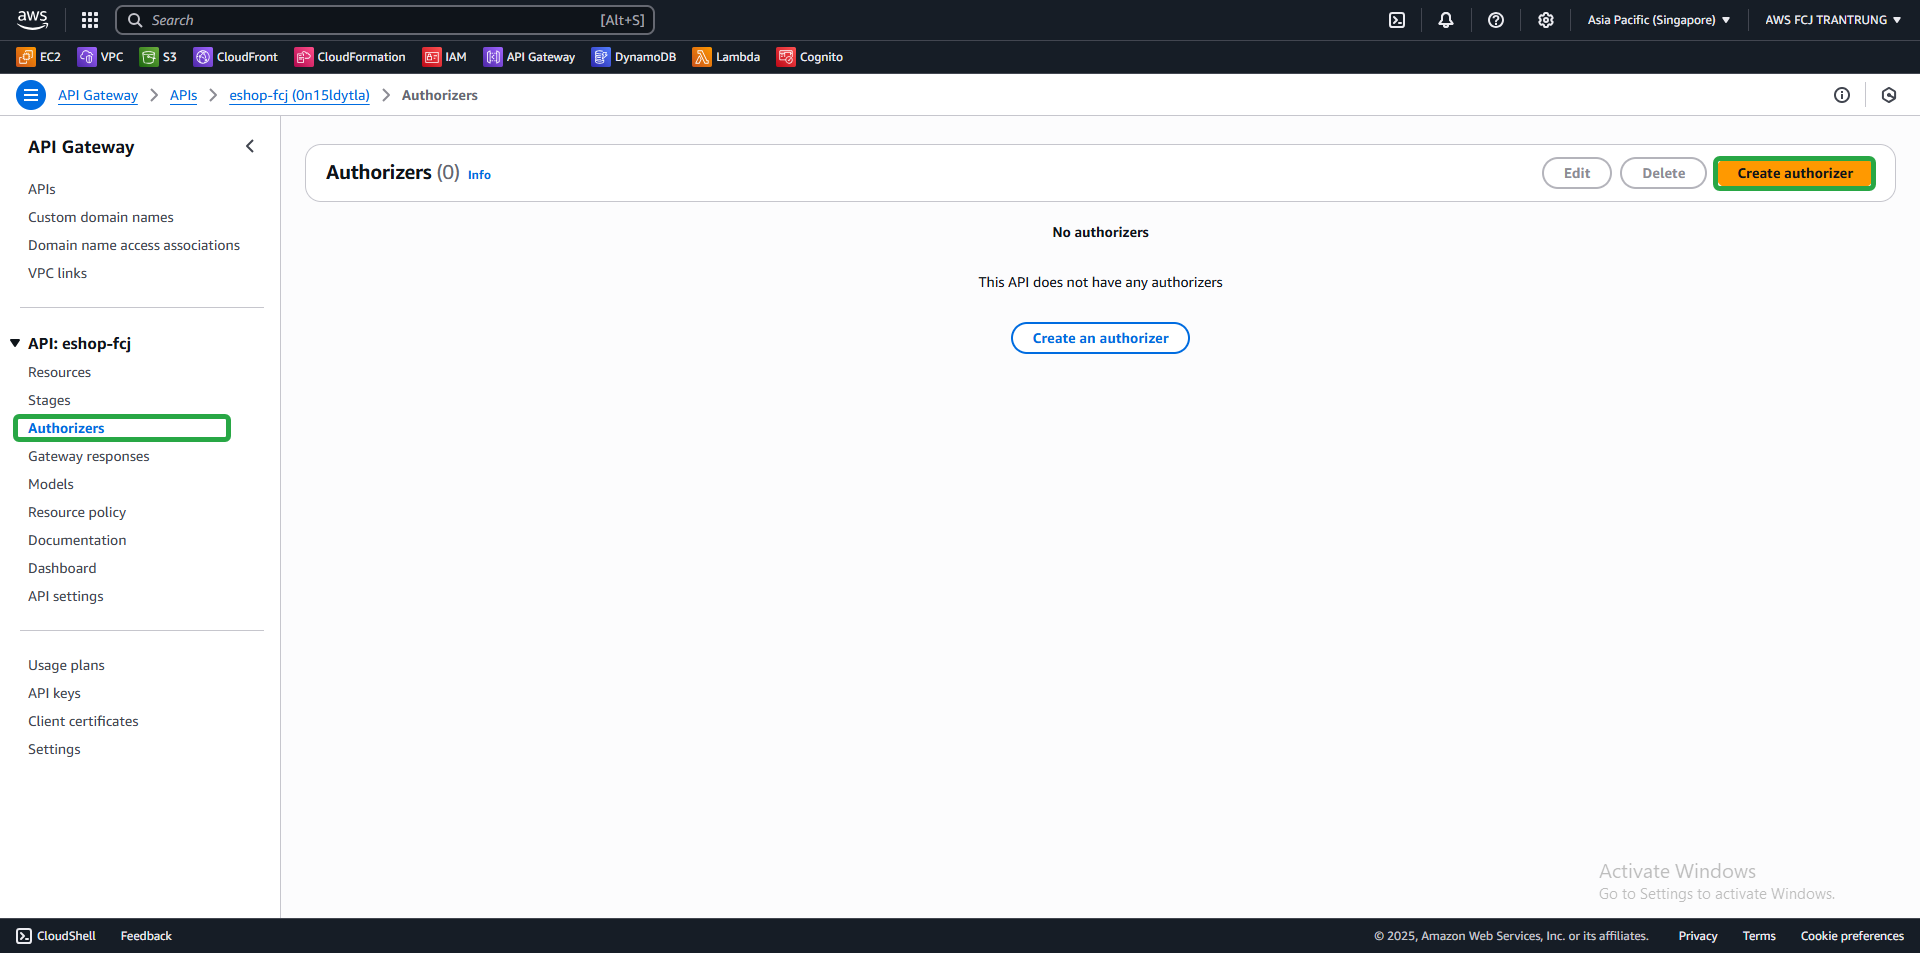 aws
Search [Alt+S]
Asia Pacific (Singapore)
AWS FCJ TRANTRUNG
EC2 VPC S3 CloudFront CloudFormation IAM API Gateway DynamoDB Lambda Cognito
API Gateway APIs eshop-fcj (0n15ldytla) Authorizers
API Gateway
APIs
Custom domain names
Domain name access associations
VPC links
API: eshop-fcj
Resources
Stages
Authorizers
Gateway responses
Models
Resource policy
Documentation
Dashboard
API settings
Usage plans
API keys
Client certificates
Settings
Authorizers (0) Info
Edit Delete Create authorizer
No authorizers
This API does not have any authorizers
Create an authorizer
Activate Windows
Go to Settings to activate Windows.
CloudShell Feedback
© 2025, Amazon Web Services, Inc. or its affiliates. Privacy Terms Cookie preferences